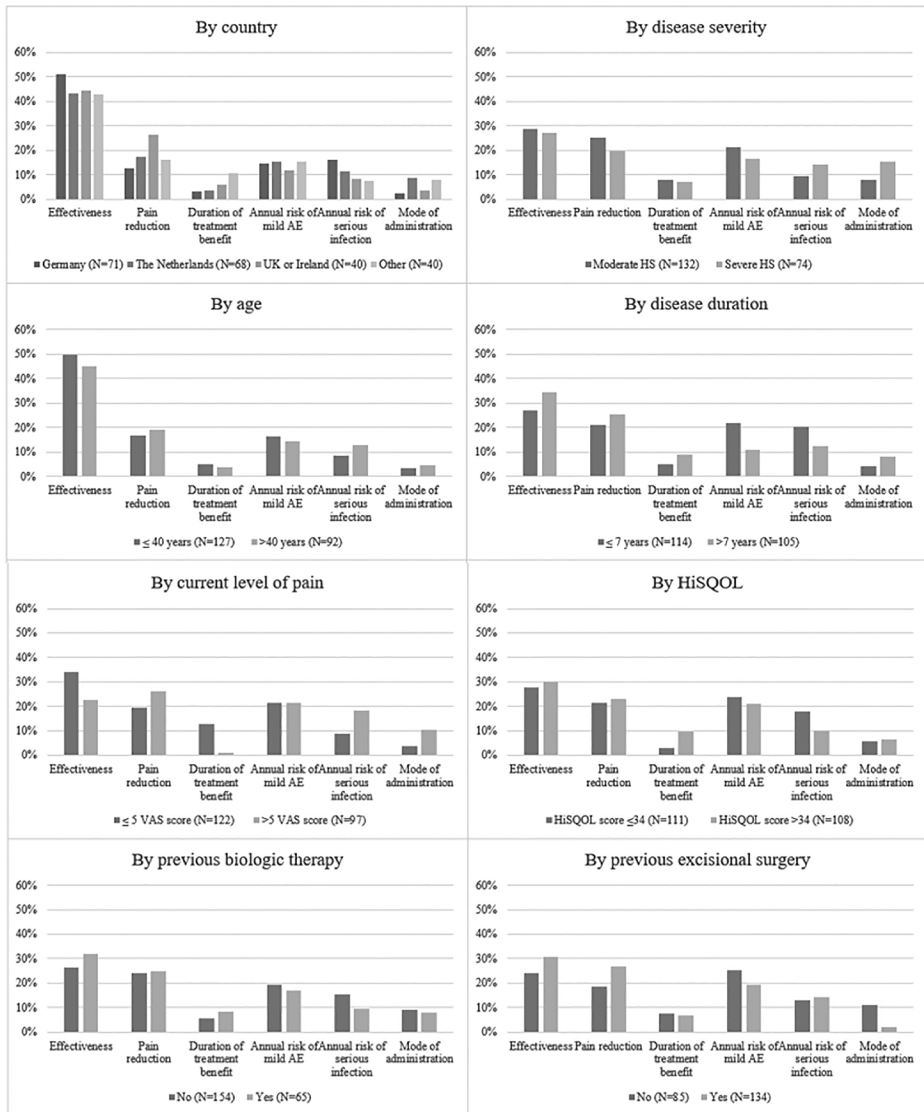 By country
60%
50%
40%
30%
20%
10%
0%
Effectiveness Pain reduction Duration of treatment benefit Annual risk of mild AE Annual risk of serious infection Mode of administration
Germany (N=71) The Netherlands (N=68) UK or Ireland (N=40) Other (N=40)
By disease severity
60%
50%
40%
30%
20%
10%
0%
Effectiveness Pain reduction Duration of treatment benefit Annual risk of mild AE Annual risk of serious infection Mode of administration
Moderate HS (N=132) Severe HS (N=74)
By age
60%
50%
40%
30%
20%
10%
0%
Effectiveness Pain reduction Duration of treatment benefit Annual risk of mild AE Annual risk of serious infection Mode of administration
≤ 40 years (N=127) >40 years (N=92)
By disease duration
60%
50%
40%
30%
20%
10%
0%
Effectiveness Pain reduction Duration of treatment benefit Annual risk of mild AE Annual risk of serious infection Mode of administration
≤ 7 years (N=114) >7 years (N=105)
By current level of pain
60%
50%
40%
30%
20%
10%
0%
Effectiveness Pain reduction Duration of treatment benefit Annual risk of mild AE Annual risk of serious infection Mode of administration
≤ 5 VAS score (N=122) >5 VAS score (N=97)
By HiSQOL
60%
50%
40%
30%
20%
10%
0%
Effectiveness Pain reduction Duration of treatment benefit Annual risk of mild AE Annual risk of serious infection Mode of administration
HiSQOL score ≤34 (N=111) HiSQOL score >34 (N=108)
By previous biologic therapy
60%
50%
40%
30%
20%
10%
0%
Effectiveness Pain reduction Duration of treatment benefit Annual risk of mild AE Annual risk of serious infection Mode of administration
No (N=154) Yes (N=65)
By previous excisional surgery
60%
50%
40%
30%
20%
10%
0%
Effectiveness Pain reduction Duration of treatment benefit Annual risk of mild AE Annual risk of serious infection Mode of administration
No (N=85) Yes (N=134)